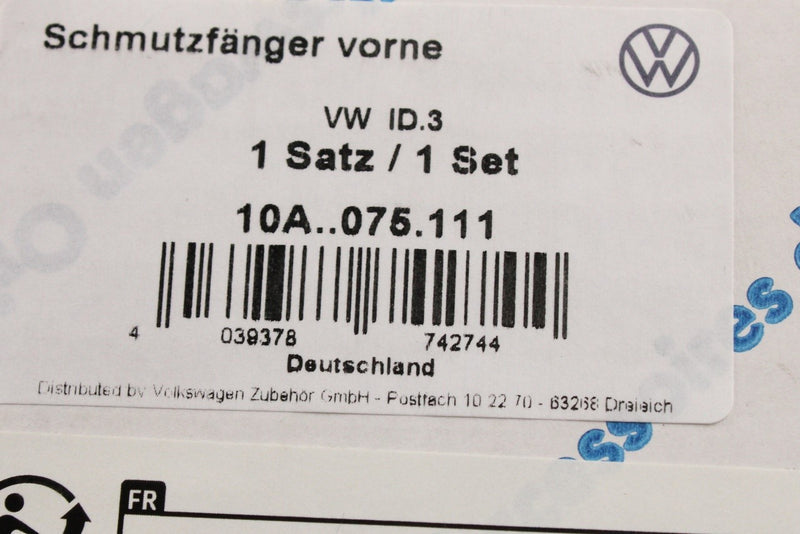 Schmutzfänger vorne
VW ID.3
1 Satz / 1 Set
10A..075.111
4 039378 742744
Deutschland
Distributed by Volkswagen Zubehör GmbH - Postfach 10 22 70 - 63268 Dreieich
FR